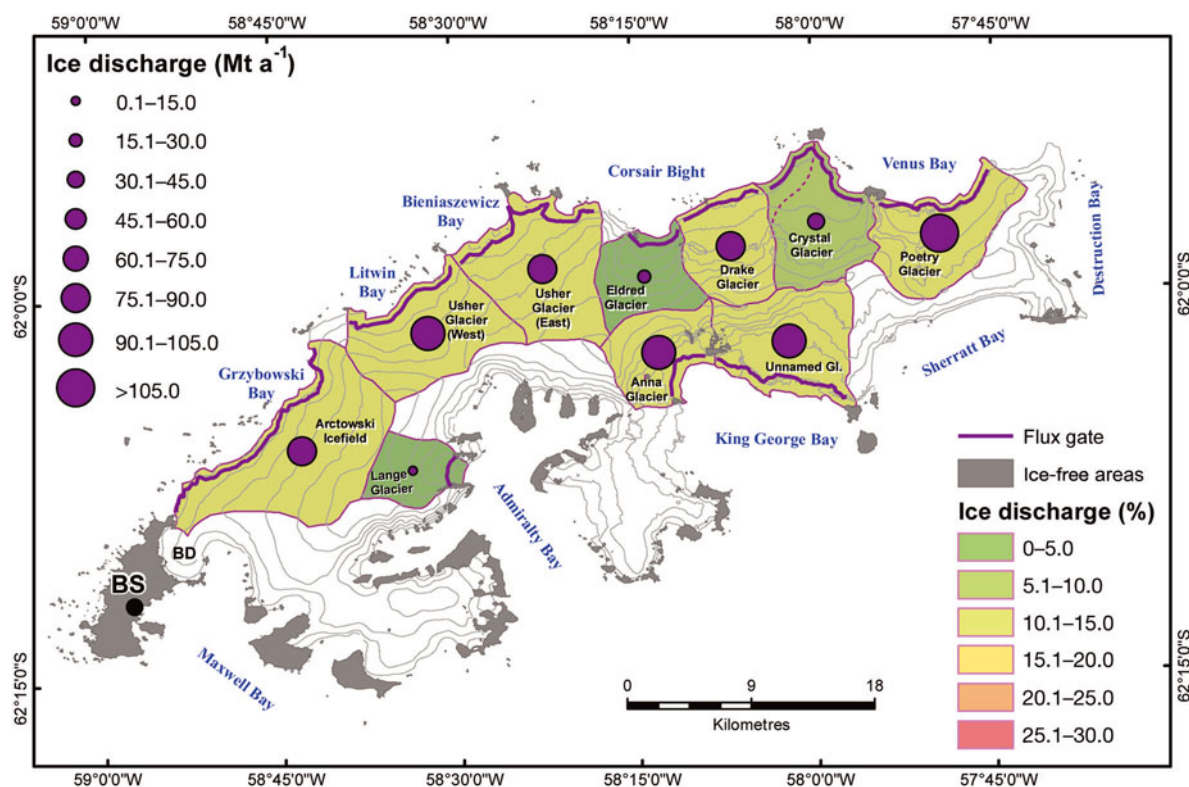 59°0'0"W 58°45'0"W 58°30'0"W 58°15'0"W 58°0'0"W 57°45'0"W
Ice discharge (Mt a⁻¹)
0.1–15.0
15.1–30.0
30.1–45.0
45.1–60.0
60.1–75.0
75.1–90.0
90.1–105.0
>105.0
Corsair Bight
Venus Bay
Bieniaszewicz
Bay
Litwin
Bay
Grzybowski
Bay
Destruction Bay
Sherratt Bay
King George Bay
Admiralty Bay
Maxwell Bay
Crystal
Glacier
Poetry
Glacier
Drake
Glacier
Eldred
Glacier
Usher
Glacier
(East)
Usher
Glacier
(West)
Anna
Glacier
Unnamed Gl.
Arctowski
Icefield
Lange
Glacier
BD
BS
62°0'0"S
62°15'0"S
62°0'0"S
62°15'0"S
0 9 18
Kilometres
Flux gate
Ice-free areas
Ice discharge (%)
0–5.0
5.1–10.0
10.1–15.0
15.1–20.0
20.1–25.0
25.1–30.0
59°0'0"W 58°45'0"W 58°30'0"W 58°15'0"W 58°0'0"W 57°45'0"W